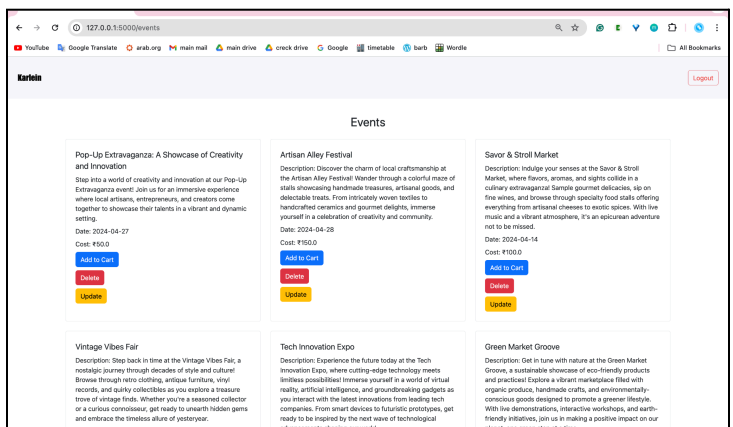 127.0.0.1:5000/events
YouTube Google Translate arab.org main mail main drive creck drive Google timetable barb Wordle All Bookmarks
Karlein Logout
Events
Pop-Up Extravaganza: A Showcase of Creativity
and Innovation
Step into a world of creativity and innovation at our Pop-Up
Extravaganza event! Join us for an immersive experience
where local artists, entrepreneurs, and creators come
together to showcase their talents in a vibrant and dynamic
setting.
Date: 2024-04-27
Cost: ₹50.0
Add to Cart
Delete
Update
Artisan Alley Festival
Description: Discover the charm of local craftsmanship at
the Artisan Alley Festival! Wander through a colorful maze of
stalls showcasing handmade treasures, artisanal goods, and
delectable treats. From intricately woven textiles to
handcrafted ceramics and gourmet delights, immerse
yourself in a celebration of creativity and community.
Date: 2024-04-28
Cost: ₹150.0
Add to Cart
Delete
Update
Savor & Stroll Market
Description: Indulge your senses at the Savor & Stroll
Market, where flavors, aromas, and sights collide in a
culinary extravaganza! Sample gourmet delicacies, sip on
fine wines, and browse through specialty food stalls offering
everything from artisanal cheeses to exotic spices. With live
music and a vibrant atmosphere, it's an epicurean adventure
not to be missed.
Date: 2024-04-14
Cost: ₹100.0
Add to Cart
Delete
Update
Vintage Vibes Fair
Description: Step back in time at the Vintage Vibes Fair, a
nostalgic journey through decades of style and culture!
Browse through retro clothing, antique furniture, vinyl
records, and quirky collectibles as you explore a treasure
trove of vintage finds. Whether you're a seasoned collector
or a curious connoisseur, get ready to unearth hidden gems
and embrace the timeless allure of yesteryear.
Tech Innovation Expo
Description: Experience the future today at the Tech
Innovation Expo, where cutting-edge technology meets
limitless possibilities! Immerse yourself in a world of virtual
reality, artificial intelligence, and groundbreaking gadgets as
you interact with the latest innovations from leading tech
companies. From smart devices to futuristic prototypes, get
ready to be inspired by the next wave of technological
Green Market Groove
Description: Get in tune with nature at the Green Market
Groove, a sustainable showcase of eco-friendly products
and practices! Explore a vibrant marketplace filled with
organic produce, handmade crafts, and environmentally-
conscious goods designed to promote a greener lifestyle.
With live demonstrations, interactive workshops, and earth-
friendly initiatives, join us in making a positive impact on our